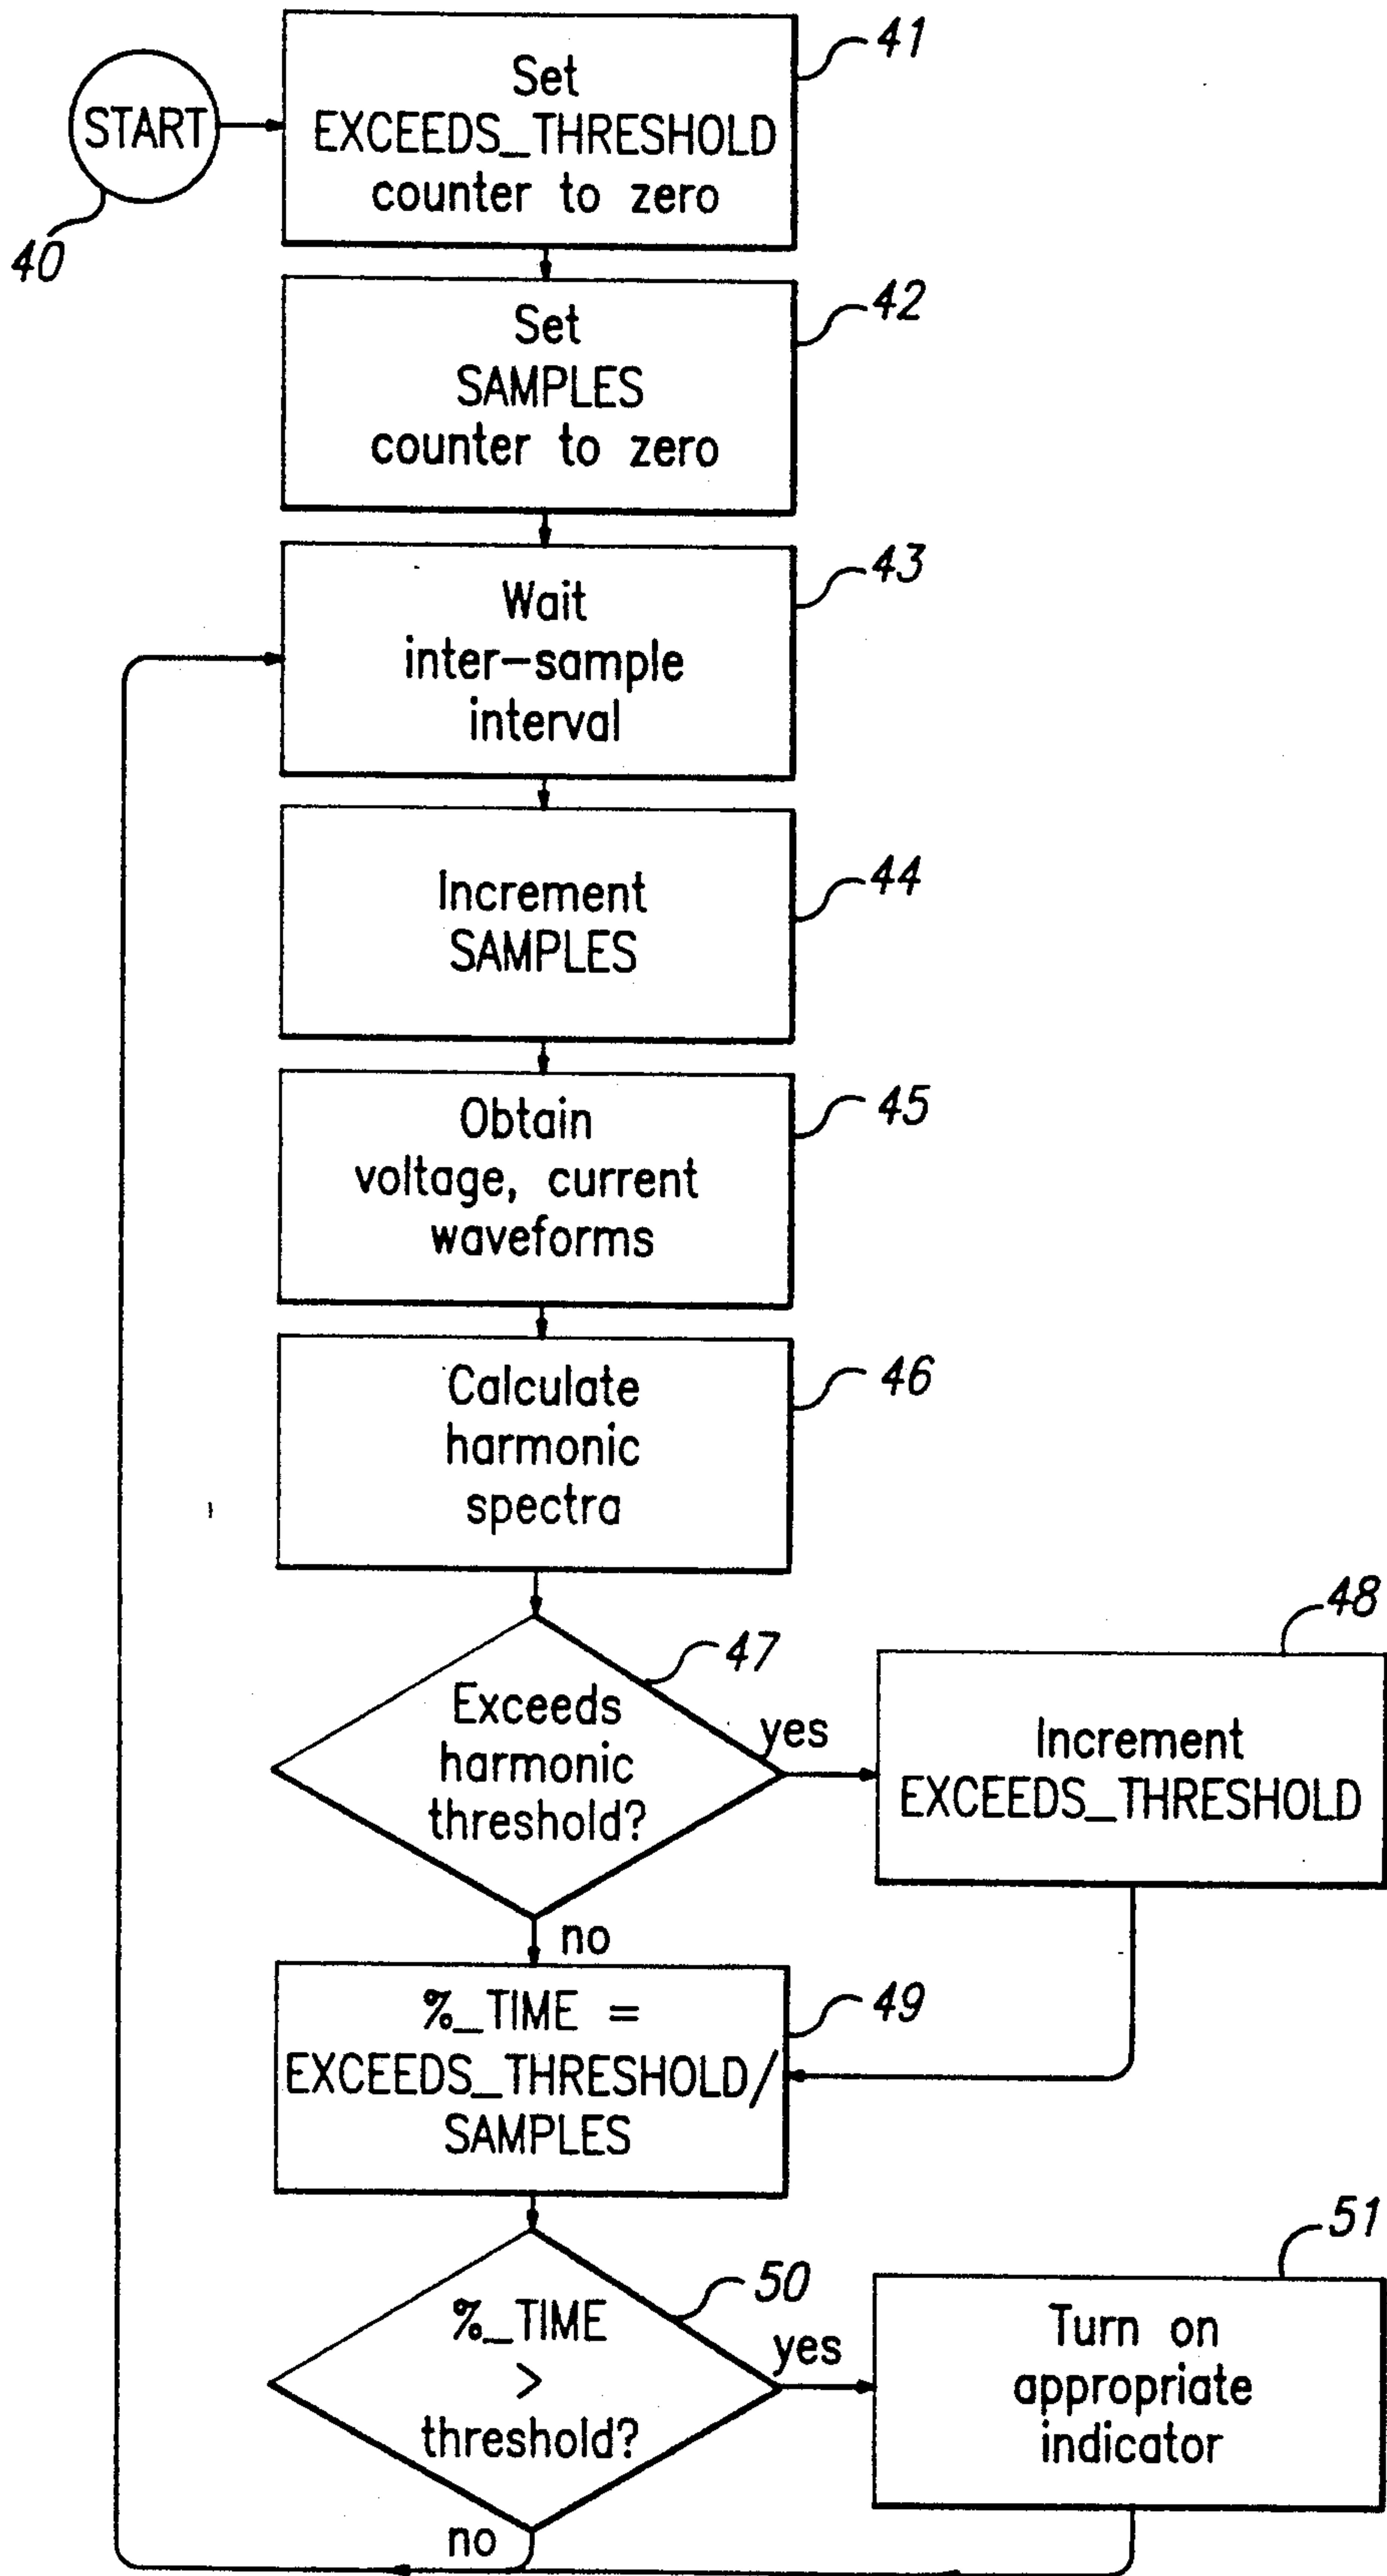 41
Set
EXCEEDS_THRESHOLD
counter to zero
START
40
42
Set
SAMPLES
counter to zero
43
Wait
inter-sample
interval
44
Increment
SAMPLES
45
Obtain
voltage, current
waveforms
46
Calculate
harmonic
spectra
47
Exceeds
harmonic
threshold?
yes
48
Increment
EXCEEDS_THRESHOLD
no
49
%_TIME =
EXCEEDS_THRESHOLD/
SAMPLES
50
%_TIME
>
threshold?
yes
51
Turn on
appropriate
indicator
no